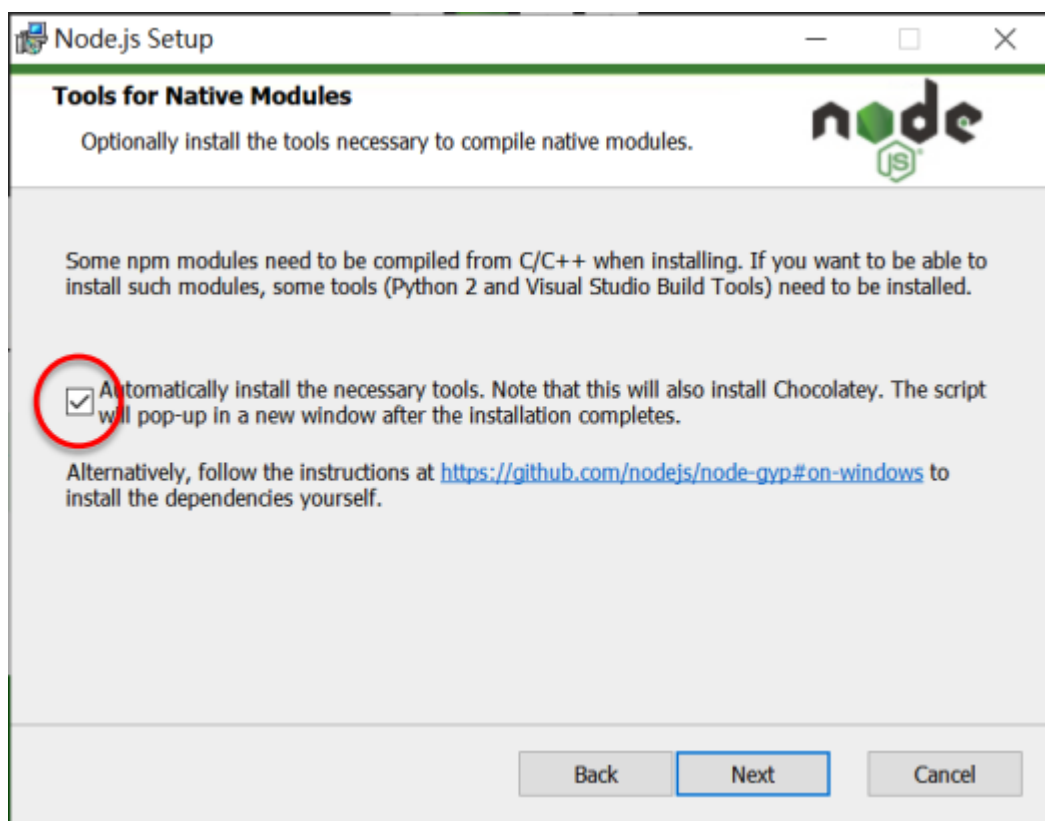 Node.js Setup
Tools for Native Modules
Optionally install the tools necessary to compile native modules.
node
JS
Some npm modules need to be compiled from C/C++ when installing. If you want to be able to
install such modules, some tools (Python 2 and Visual Studio Build Tools) need to be installed.
Automatically install the necessary tools. Note that this will also install Chocolatey. The script
will pop-up in a new window after the installation completes.
Alternatively, follow the instructions at https://github.com/nodejs/node-gyp#on-windows to
install the dependencies yourself.
Back Next Cancel